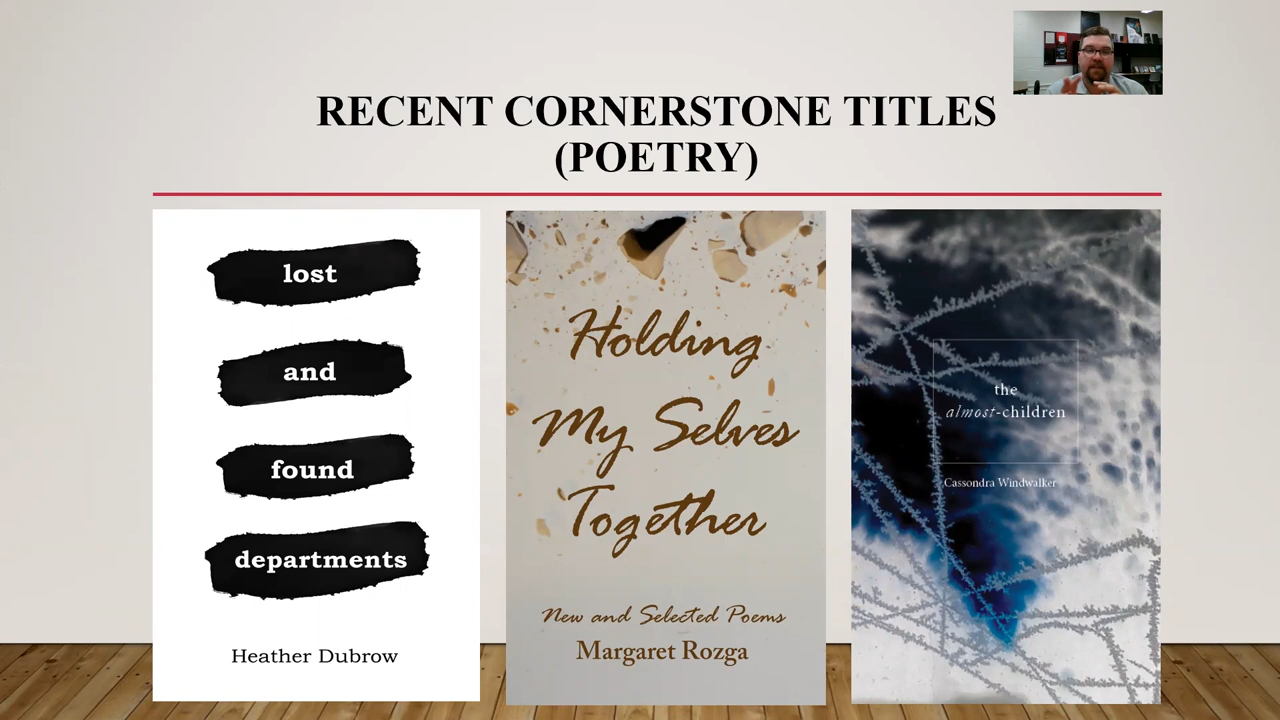 RECENT CORNERSTONE TITLES
(POETRY)
lost
and
found
departments
Heather Dubrow
Holding
My Selves
Together
New and Selected Poems
Margaret Rozga
the
almost-children
Cassondra Windwalker